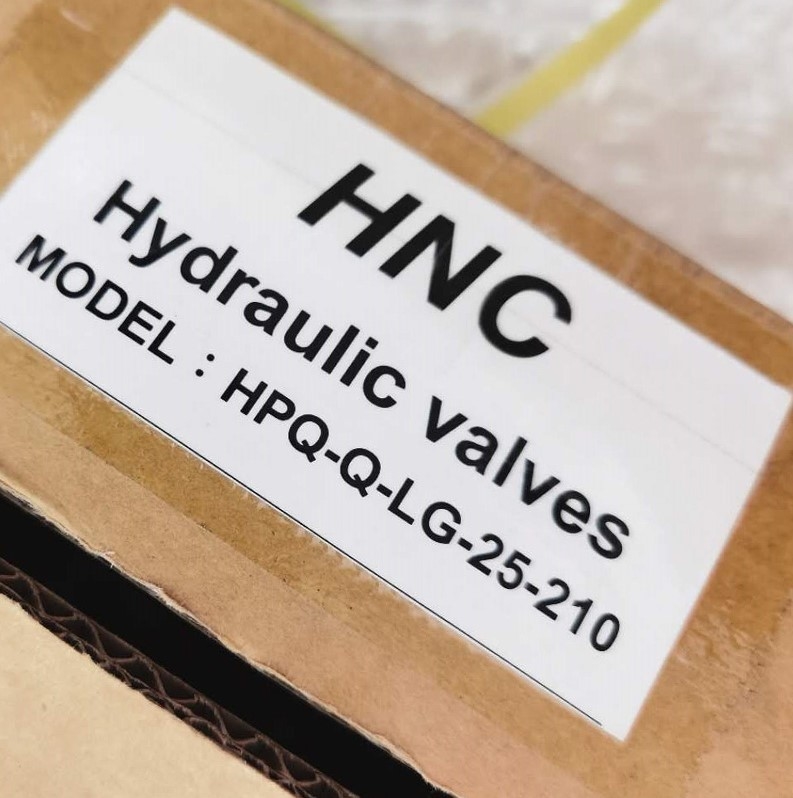 HNC
Hydraulic valves
MODEL : HPQ-Q-LG-25-210